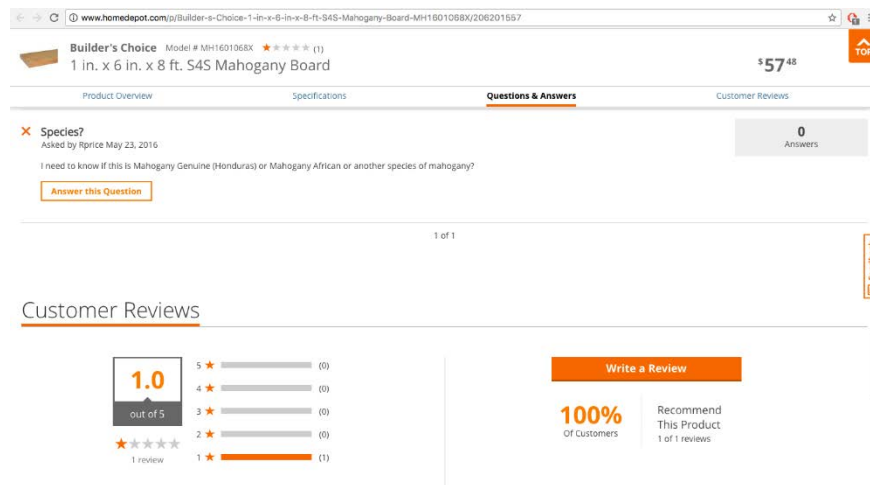 www.homedepot.com/p/Builder-s-Choice-1-in-x-6-in-x-8-ft-S4S-Mahogany-Board-MH1601068X/206201557
Builder's Choice Model # MH1601068X (1)
1 in. x 6 in. x 8 ft. S4S Mahogany Board
$57 48
TOP
Product Overview Specifications Questions & Answers Customer Reviews
Species?
Asked by Rprice May 23, 2016
0
Answers
I need to know if this is Mahogany Genuine (Honduras) or Mahogany African or another species of mahogany?
Answer this Question
1 of 1
Customer Reviews
1.0
out of 5
1 review
5 ★ (0)
4 ★ (0)
3 ★ (0)
2 ★ (0)
1 ★ (1)
Write a Review
100%
Of Customers
Recommend
This Product
1 of 1 reviews